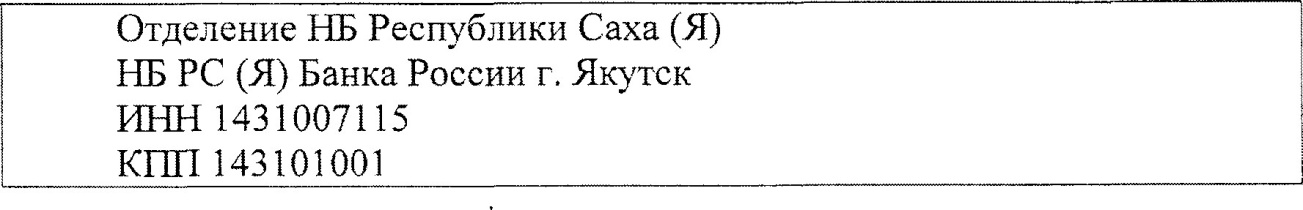 Отделение НБ Республики Саха (Я)
НБ РС (Я) Банка России г. Якутск
ИНН 1431007115
КПП 143101001